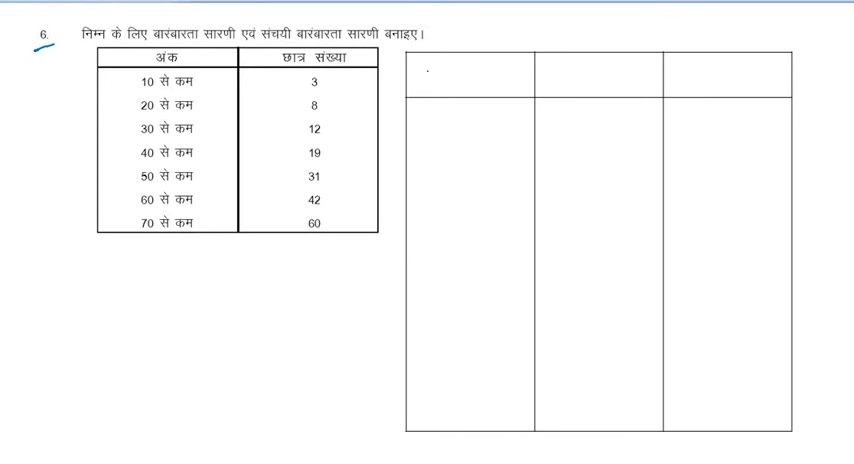 6. निम्न के लिए बारंबारता सारणी एवं संचयी बारंबारता सारणी बनाइए।
अंक छात्र संख्या
10 से कम 3
20 से कम 8
30 से कम 12
40 से कम 19
50 से कम 31
60 से कम 42
70 से कम 60